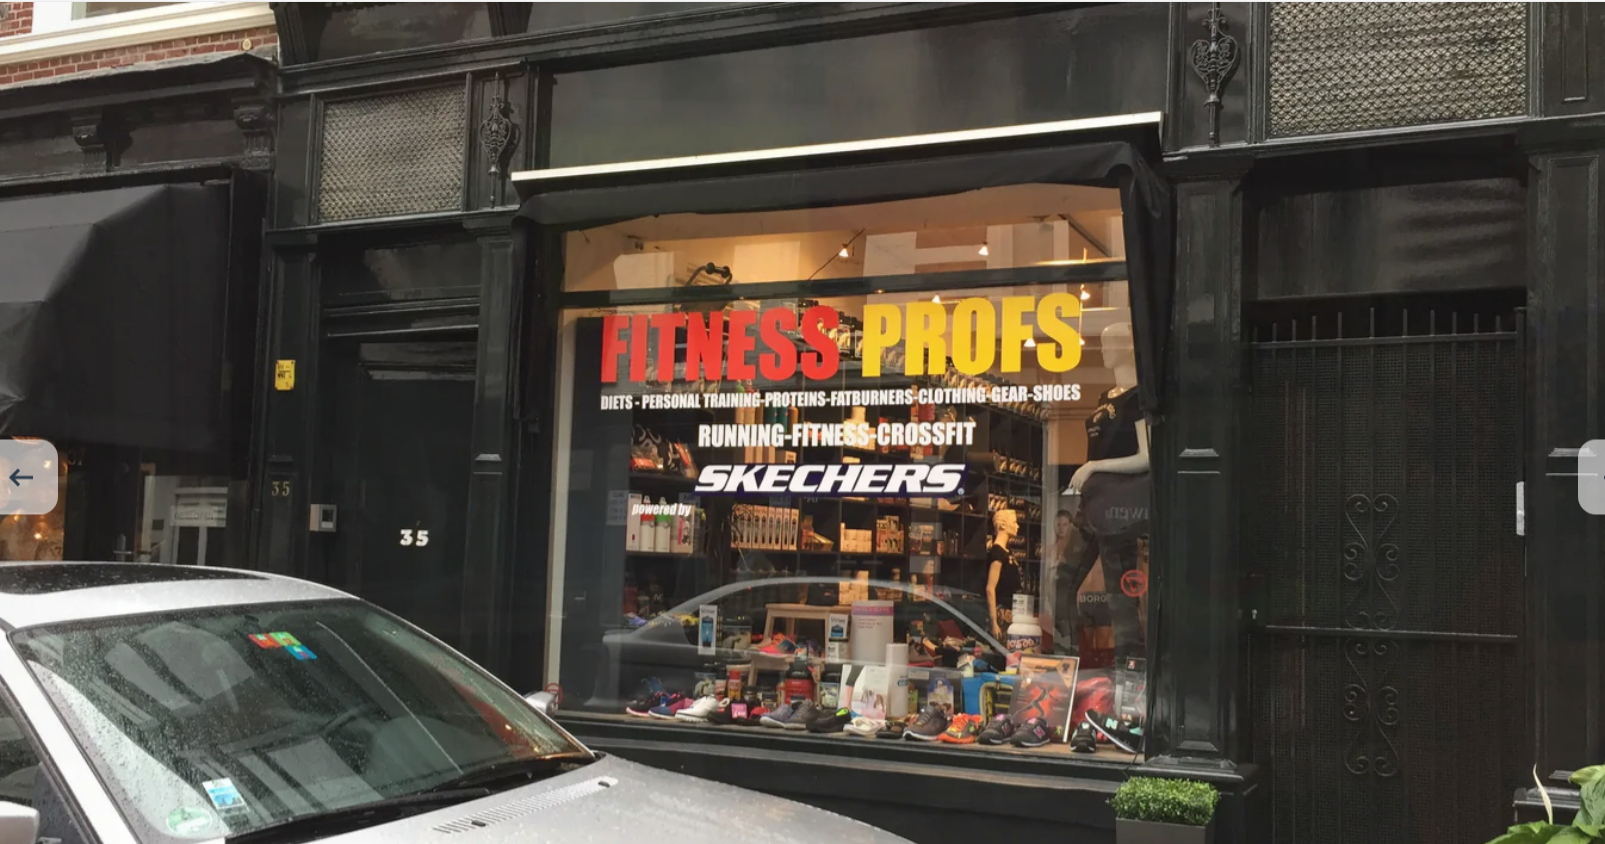 FITNESS PROFS
DIETS - PERSONAL TRAINING-PROTEINS-FATBURNERS-CLOTHING-GEAR-SHOES
RUNNING-FITNESS-CROSSFIT
SKECHERS
powered by
35
35